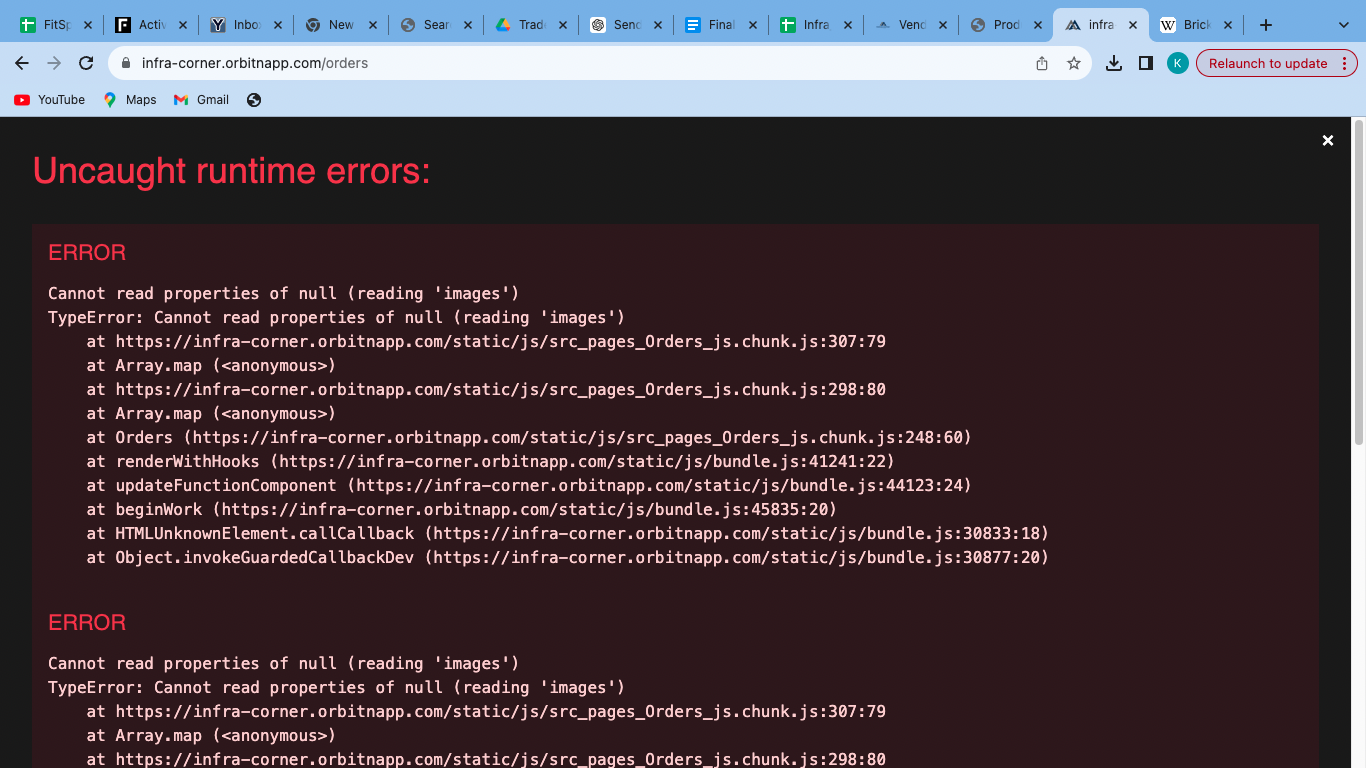 FitSp
Activ
Inbo
New
Sear
Trade
Send
Final
Infra
Vend
Prod
infra
Brick
infra-corner.orbitnapp.com/orders
K
Relaunch to update
YouTube
Maps
Gmail
Uncaught runtime errors:
ERROR
Cannot read properties of null (reading 'images')
TypeError: Cannot read properties of null (reading 'images')
at https://infra-corner.orbitnapp.com/static/js/src_pages_Orders_js.chunk.js:307:79
at Array.map (<anonymous>)
at https://infra-corner.orbitnapp.com/static/js/src_pages_Orders_js.chunk.js:298:80
at Array.map (<anonymous>)
at Orders (https://infra-corner.orbitnapp.com/static/js/src_pages_Orders_js.chunk.js:248:60)
at renderWithHooks (https://infra-corner.orbitnapp.com/static/js/bundle.js:41241:22)
at updateFunctionComponent (https://infra-corner.orbitnapp.com/static/js/bundle.js:44123:24)
at beginWork (https://infra-corner.orbitnapp.com/static/js/bundle.js:45835:20)
at HTMLUnknownElement.callCallback (https://infra-corner.orbitnapp.com/static/js/bundle.js:30833:18)
at Object.invokeGuardedCallbackDev (https://infra-corner.orbitnapp.com/static/js/bundle.js:30877:20)
ERROR
Cannot read properties of null (reading 'images')
TypeError: Cannot read properties of null (reading 'images')
at https://infra-corner.orbitnapp.com/static/js/src_pages_Orders_js.chunk.js:307:79
at Array.map (<anonymous>)
at https://infra-corner.orbitnapp.com/static/js/src_pages_Orders_js.chunk.js:298:80